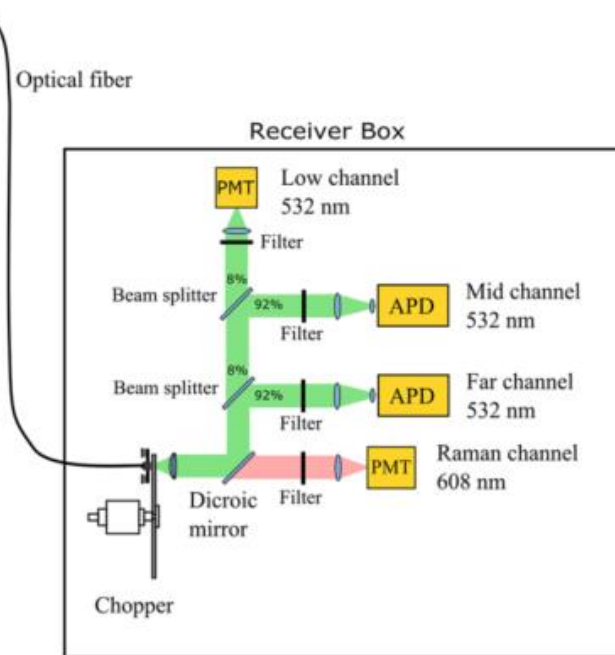 Optical fiber
Receiver Box
PMT
Low channel
532 nm
Filter
8%
Beam splitter
92%
Filter
APD
Mid channel
532 nm
8%
Beam splitter
92%
Filter
APD
Far channel
532 nm
Dicroic
mirror
Filter
PMT
Raman channel
608 nm
Chopper